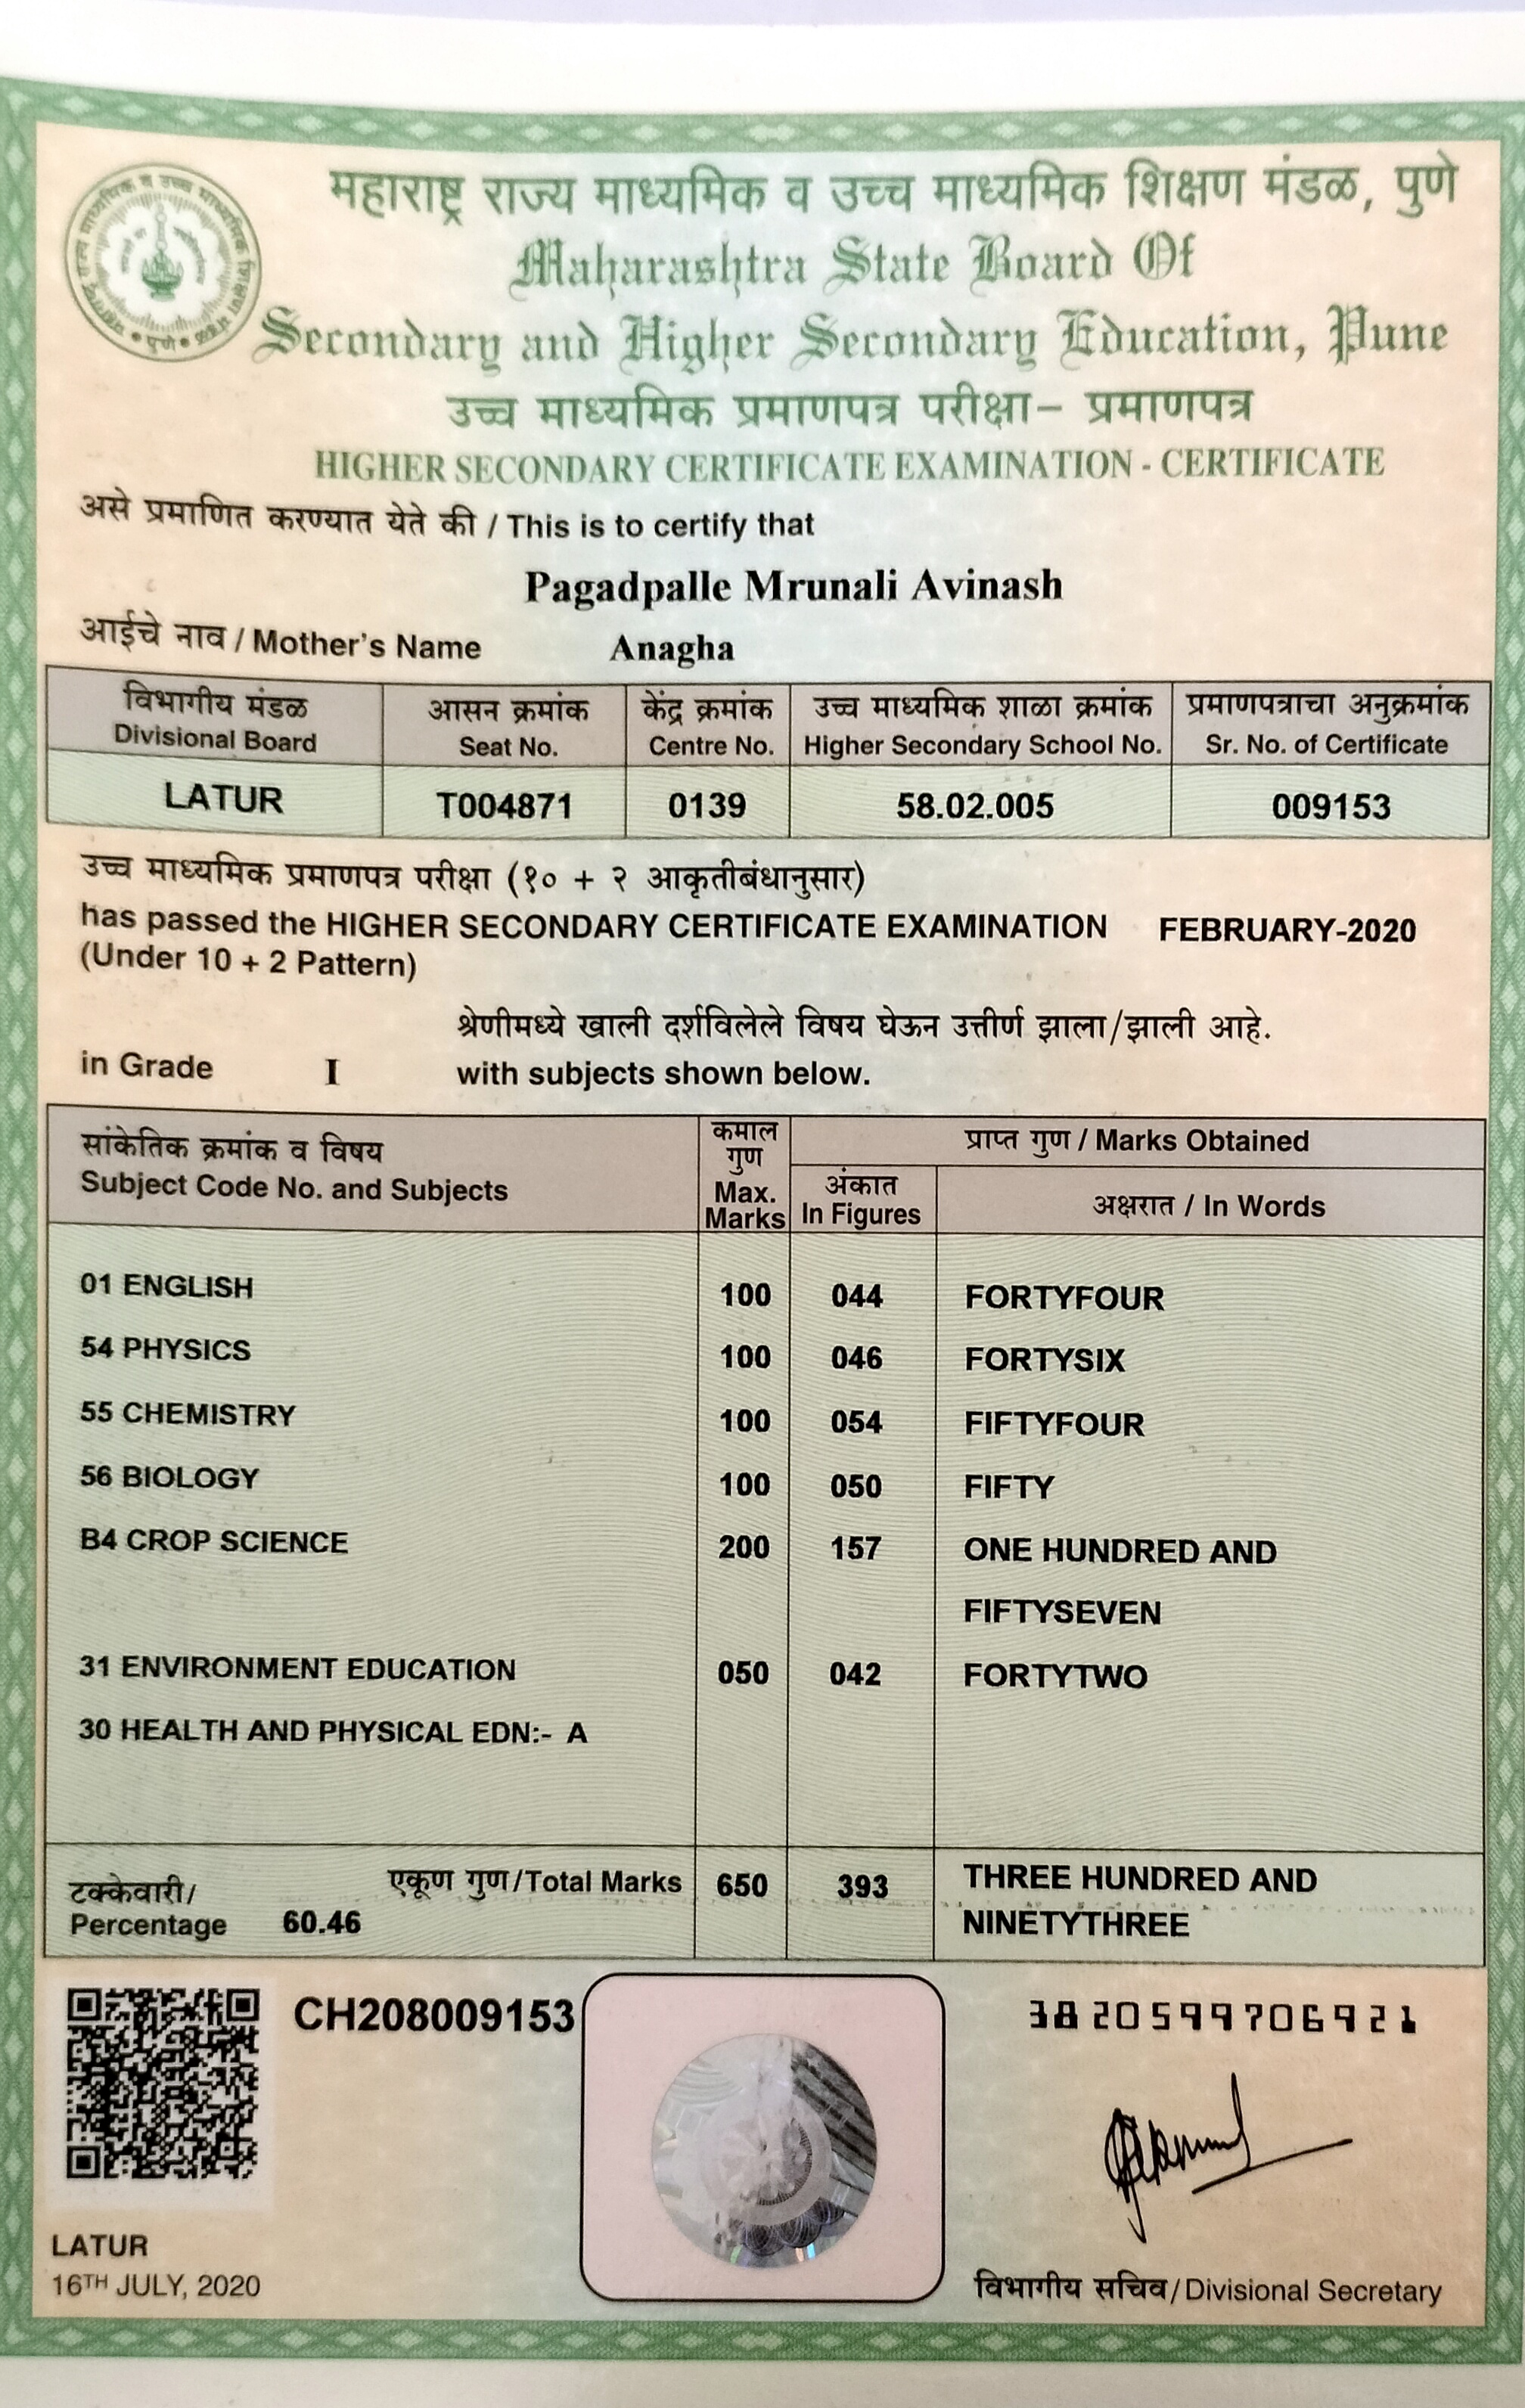 महाराष्ट्र राज्य माध्यमिक व उच्च माध्यमिक शिक्षण मंडळ, पुणे
Maharashtra State Board Of
Secondary and Higher Secondary Education, Pune
उच्च माध्यमिक प्रमाणपत्र परीक्षा– प्रमाणपत्र
HIGHER SECONDARY CERTIFICATE EXAMINATION - CERTIFICATE
असे प्रमाणित करण्यात येते की / This is to certify that
Pagadpalle Mrunali Avinash
आईचे नाव / Mother's Name Anagha
विभागीय मंडळ आसन क्रमांक केंद्र क्रमांक उच्च माध्यमिक शाळा क्रमांक प्रमाणपत्राचा अनुक्रमांक
Divisional Board Seat No. Centre No. Higher Secondary School No. Sr. No. of Certificate
LATUR T004871 0139 58.02.005 009153
उच्च माध्यमिक प्रमाणपत्र परीक्षा (१० + २ आकृतीबंधानुसार)
has passed the HIGHER SECONDARY CERTIFICATE EXAMINATION FEBRUARY-2020
(Under 10 + 2 Pattern)
श्रेणीमध्ये खाली दर्शविलेले विषय घेऊन उत्तीर्ण झाला/झाली आहे.
in Grade I with subjects shown below.
सांकेतिक क्रमांक व विषय
Subject Code No. and Subjects
कमाल
गुण
Max.
Marks
प्राप्त गुण / Marks Obtained
अंकात
In Figures
अक्षरात / In Words
01 ENGLISH 100 044 FORTYFOUR
54 PHYSICS 100 046 FORTYSIX
55 CHEMISTRY 100 054 FIFTYFOUR
56 BIOLOGY 100 050 FIFTY
B4 CROP SCIENCE 200 157 ONE HUNDRED AND
FIFTYSEVEN
31 ENVIRONMENT EDUCATION 050 042 FORTYTWO
30 HEALTH AND PHYSICAL EDN:- A
टक्केवारी/
Percentage 60.46
एकूण गुण/Total Marks 650 393 THREE HUNDRED AND
NINETYTHREE
CH208009153
3820599706921
LATUR
16TH JULY, 2020
विभागीय सचिव/Divisional Secretary